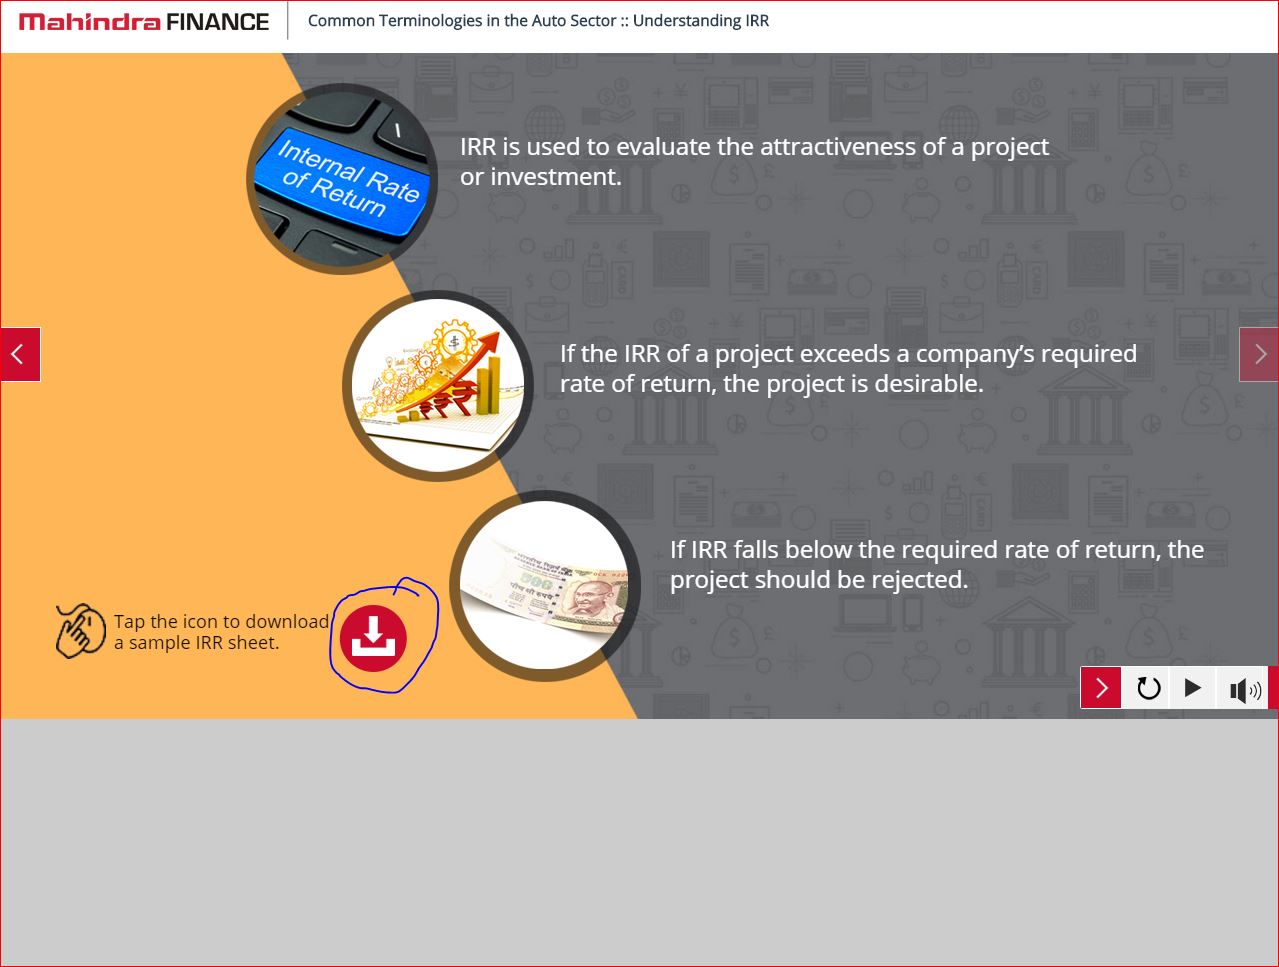 Mahindra FINANCE
Common Terminologies in the Auto Sector :: Understanding IRR
Internal Rate
of Return
IRR is used to evaluate the attractiveness of a project
or investment.
If the IRR of a project exceeds a company’s required
rate of return, the project is desirable.
If IRR falls below the required rate of return, the
project should be rejected.
Tap the icon to download
a sample IRR sheet.